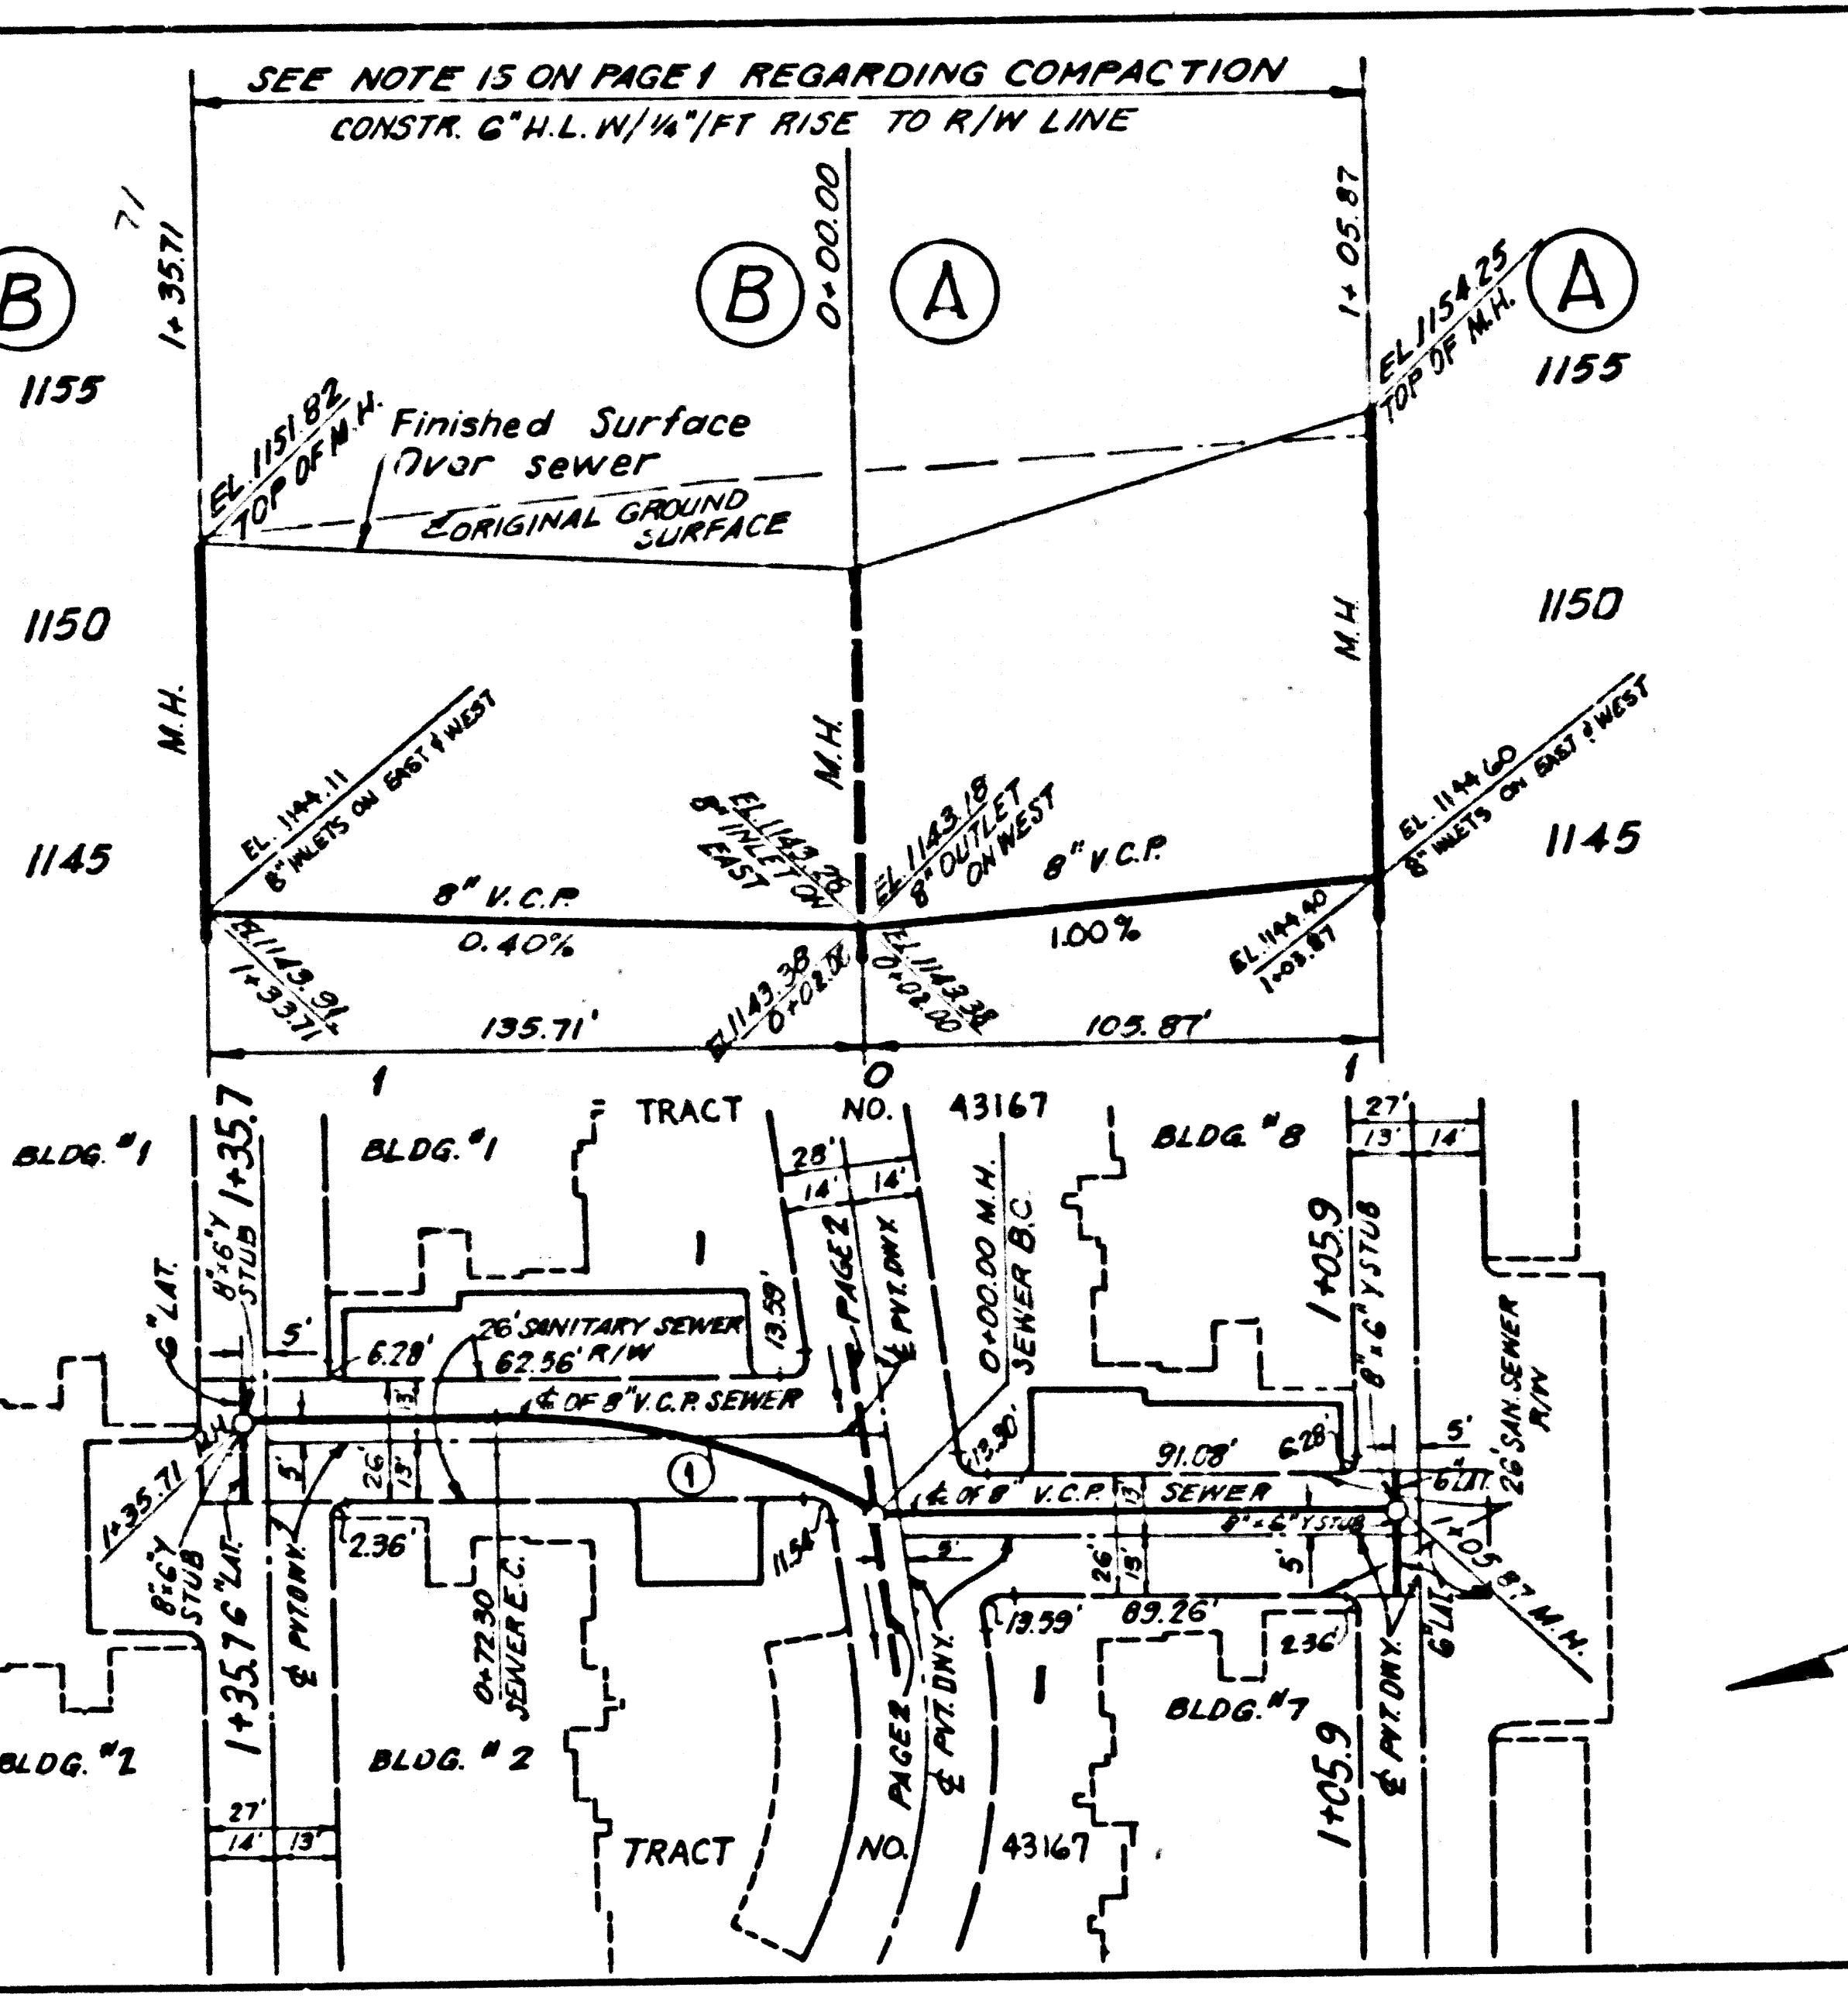 SEE NOTE 15 ON PAGE 1 REGARDING COMPACTION
CONSTR. 6" H.L. W/ 1/4"/FT RISE TO R/W LINE
71
1+35.71
0+00.00
1+05.87
B
B
A
A
1155
EL. 1151.82
TOP OF M.H.
EL. 1154.25
TOP OF M.H.
1155
Finished Surface
Over sewer
ORIGINAL GROUND
SURFACE
1150
M.H.
M.H.
M.H.
1150
1145
EL. 1144.11
8" INLETS ON EAST & WEST
EL. 1143.28
8" INLET ON
EAST
EL. 1143.18
8" OUTLET
ON WEST
EL. 1144.60
8" INLETS ON EAST & WEST
1145
8" V.C.P.
0.40%
8" V.C.P.
1.00%
EL. 1143.91
1+33.71
EL. 1143.38
0+02.00
EL. 1143.38
0+02.00
EL. 1144.40
1+03.87
135.71'
105.87'
1
0
1
TRACT NO. 43167
BLDG. #1
1+35.7
BLDG. #1
28'
14' 14'
BLDG. #8
27'
13' 14'
6" LAT.
8"x6" Y
STUB
1
PAGE 2
℄ PVT. DWY.
0+00.00 M.H.
SEWER B.C.
1+05.9
8"x6" Y STUB
5'
6.28'
26' SANITARY SEWER
R/W
62.56'
13.59'
26' SAN. SEWER
R/W
℄ OF 8" V.C.P. SEWER
13'
26'
13'
5'
1
13.90'
91.08'
6.28'
5'
6" LAT.
℄ OF 8" V.C.P. SEWER
8"x6" Y STUB
13'
26'
13'
5'
5'
1+05.87 M.H.
1+35.71
8"x6" Y
STUB
6" LAT.
1+35.7
℄ PVT. DWY.
2.36'
0+72.30
SEWER E.C.
13.59'
89.26'
2.36'
6" LAT.
BLDG. #2
BLDG. #2
PAGE 2
℄ PVT. DWY.
1
BLDG. #7
1+05.9
℄ PVT. DWY.
27'
14' 13'
TRACT NO. 43167